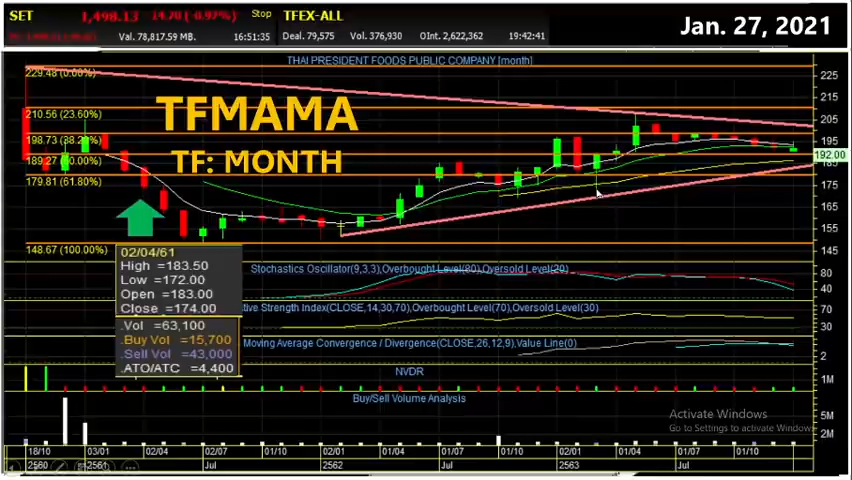 SET 1,498.13 14.70 (-0.97%) Stop TFEX-ALL
Val. 78,817.59 MB. 16:51:35 Deal. 79,575 Val. 376,930 OInt. 2,622,362 19:42:41
Jan. 27, 2021
THAI PRESIDENT FOODS PUBLIC COMPANY [month]
229.48 (0.00%)
210.56 (23.60%)
198.73 (38.20%)
189.27 (50.00%)
179.81 (61.80%)
148.67 (100.00%)
TFMAMA
TF: MONTH
225
215
205
195
192.00
175
165
155
145
02/04/61
High =183.50
Low =172.00
Open =183.00
Close =174.00
.Vol =63,100
.Buy Vol =15,700
.Sell Vol =43,000
.ATO/ATC =4,400
Stochastics Oscillator(9,3,3),Overbought Level(80),Oversold Level(20)
80
40
tive Strength Index(CLOSE,14,30,70),Overbought Level(70),Oversold Level(30)
70
30
Moving Average Convergence / Divergence(CLOSE,26,12,9),Value Line(0)
2
NVDR
1M
Buy/Sell Volume Analysis
5M
2M
Activate Windows
Go to Settings to activate Windows.
18/10 03/01 02/04 02/07 01/10 02/01 01/04 01/07 01/10 02/01 01/04 01/07 01/10
2560 2561 Jul 2562 Jul 2563 Jul